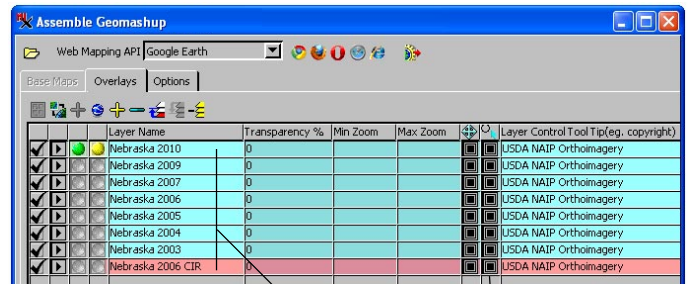 Assemble Geomashup
Web Mapping API Google Earth
Base Maps Overlays Options
Layer Name Transparency % Min Zoom Max Zoom Layer Control Tool Tip(eg. copyright)
Nebraska 2010 0 USDA NAIP Orthoimagery
Nebraska 2009 0 USDA NAIP Orthoimagery
Nebraska 2007 0 USDA NAIP Orthoimagery
Nebraska 2006 0 USDA NAIP Orthoimagery
Nebraska 2005 0 USDA NAIP Orthoimagery
Nebraska 2004 0 USDA NAIP Orthoimagery
Nebraska 2003 0 USDA NAIP Orthoimagery
Nebraska 2006 CIR 0 USDA NAIP Orthoimagery